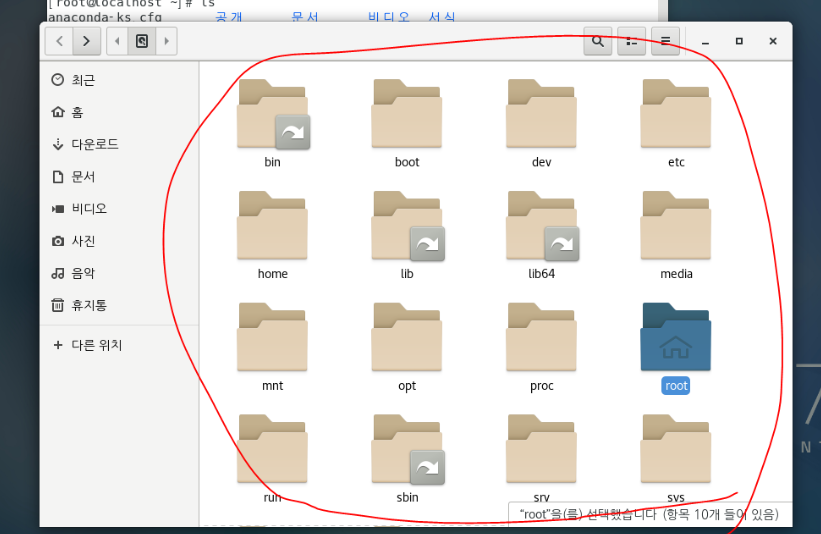 [root@localhost ~]# ls
anaconda-ks.cfg 공개 문서 비디오 서식
최근
홈
다운로드
문서
비디오
사진
음악
휴지통
다른 위치
bin boot dev etc
home lib lib64 media
mnt opt proc root
run sbin srv sys
"root"을(를) 선택했습니다 (항목 10개 들어 있음)
N T